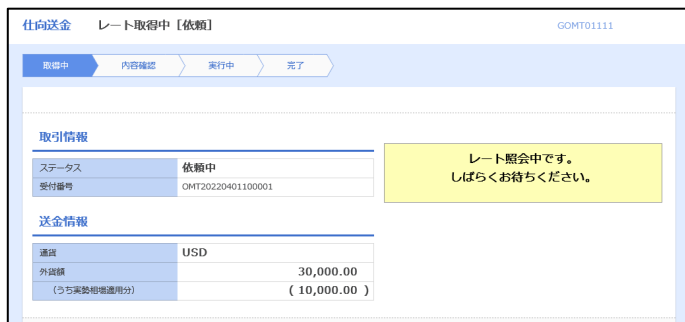 仕向送金 レート取得中［依頼］ GOMT01111
取得中 内容確認 実行中 完了
取引情報
ステータス 依頼中
受付番号 OMT20220401100001
レート照会中です。
しばらくお待ちください。
送金情報
通貨 USD
外貨額 30,000.00
（うち実勢相場適用分） ( 10,000.00 )